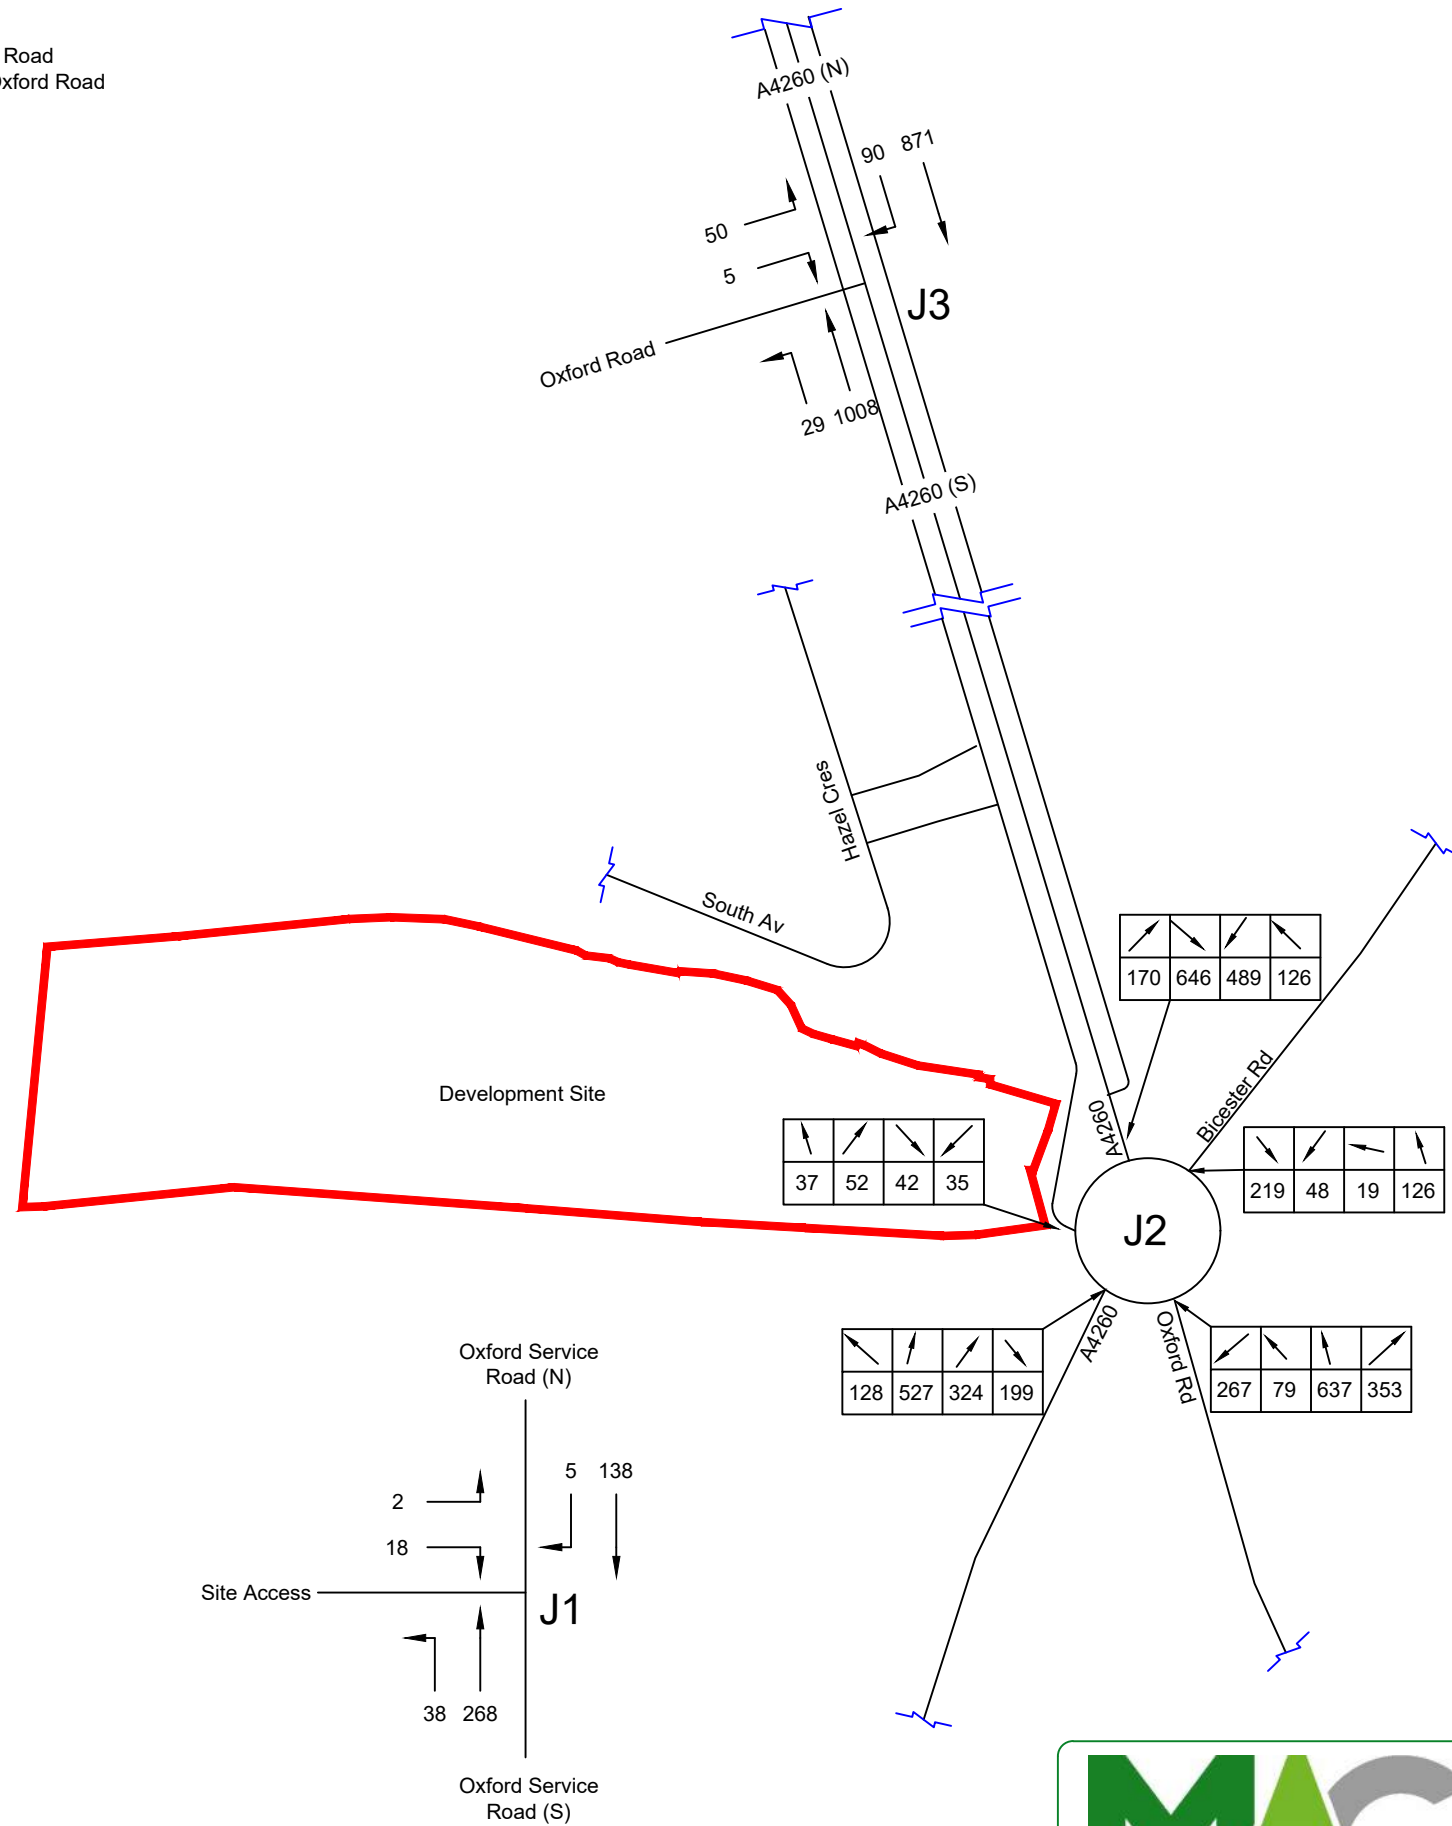 Road
Oxford Road
A4260 (N)
90 871
50
5
J3
Oxford Road
29 1008
A4260 (S)
Hazel Cres
South Av
170 646 489 126
Bicester Rd
Development Site
A4260
37 52 42 35
219 48 19 126
J2
A4260
Oxford Rd
128 527 324 199
267 79 637 353
Oxford Service
Road (N)
2
5 138
18
Site Access
J1
38 268
Oxford Service
Road (S)
MAC